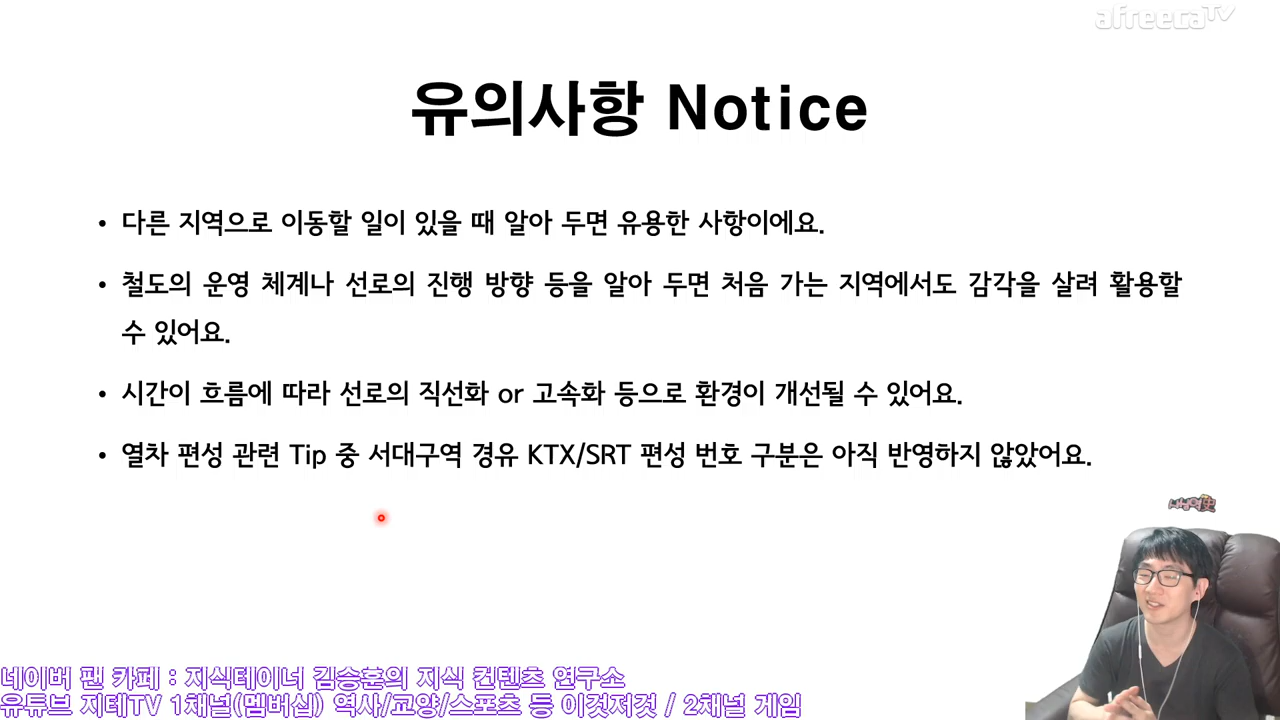 afreecaTV
유의사항 Notice
• 다른 지역으로 이동할 일이 있을 때 알아 두면 유용한 사항이에요.
• 철도의 운영 체계나 선로의 진행 방향 등을 알아 두면 처음 가는 지역에서도 감각을 살려 활용할
수 있어요.
• 시간이 흐름에 따라 선로의 직선화 or 고속화 등으로 환경이 개선될 수 있어요.
• 열차 편성 관련 Tip 중 서대구역 경유 KTX/SRT 편성 번호 구분은 아직 반영하지 않았어요.
네이버 팬 카페 : 지식테이너 김승훈의 지식 컨텐츠 연구소
유튜브 지테TV 1채널(멤버십) 역사/교양/스포츠 등 이것저것 / 2채널 게임